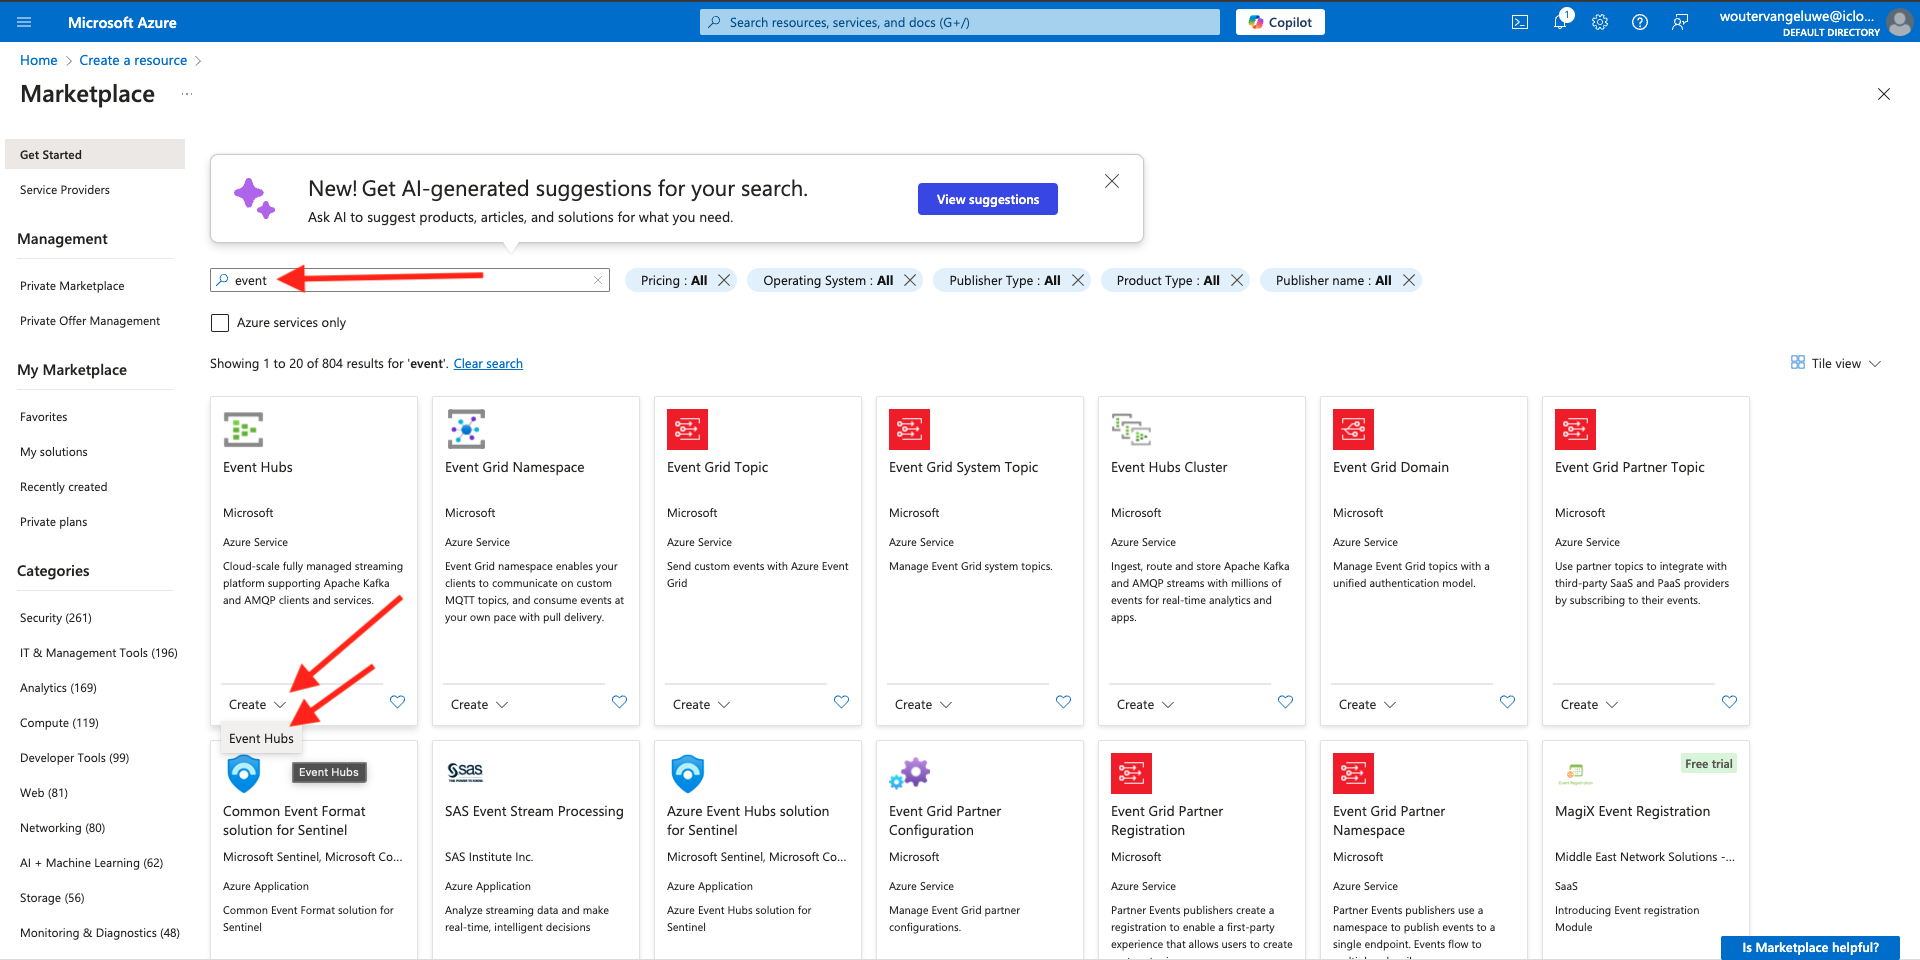 Microsoft Azure
Search resources, services, and docs (G+/)
Copilot
1
woutervangeluwe@iclo...
DEFAULT DIRECTORY
Home > Create a resource >
Marketplace ...
Get Started
Service Providers
Management
Private Marketplace
Private Offer Management
My Marketplace
Favorites
My solutions
Recently created
Private plans
Categories
Security (261)
IT & Management Tools (196)
Analytics (169)
Compute (119)
Developer Tools (99)
Web (81)
Networking (80)
AI + Machine Learning (62)
Storage (56)
Monitoring & Diagnostics (48)
New! Get AI-generated suggestions for your search.
Ask AI to suggest products, articles, and solutions for what you need.
View suggestions
event
Pricing : All
Operating System : All
Publisher Type : All
Product Type : All
Publisher name : All
Azure services only
Showing 1 to 20 of 804 results for 'event'. Clear search
Tile view
Event Hubs
Microsoft
Azure Service
Cloud-scale fully managed streaming
platform supporting Apache Kafka
and AMQP clients and services.
Create
Event Hubs
Event Hubs
Event Grid Namespace
Microsoft
Azure Service
Event Grid namespace enables your
clients to communicate on custom
MQTT topics, and consume events at
your own pace with pull delivery.
Create
Event Grid Topic
Microsoft
Azure Service
Send custom events with Azure Event
Grid
Create
Event Grid System Topic
Microsoft
Azure Service
Manage Event Grid system topics.
Create
Event Hubs Cluster
Microsoft
Azure Service
Ingest, route and store Apache Kafka
and AMQP streams with millions of
events for real-time analytics and
apps.
Create
Event Grid Domain
Microsoft
Azure Service
Manage Event Grid topics with a
unified authentication model.
Create
Event Grid Partner Topic
Microsoft
Azure Service
Use partner topics to integrate with
third-party SaaS and PaaS providers
by subscribing to their events.
Create
Common Event Format
solution for Sentinel
Microsoft Sentinel, Microsoft Co...
Azure Application
Common Event Format solution for
Sentinel
sas
SAS Event Stream Processing
SAS Institute Inc.
Azure Application
Analyze streaming data and make
real-time, intelligent decisions
Azure Event Hubs solution
for Sentinel
Microsoft Sentinel, Microsoft Co...
Azure Application
Azure Event Hubs solution for
Sentinel
Event Grid Partner
Configuration
Microsoft
Azure Service
Manage Event Grid partner
configurations.
Event Grid Partner
Registration
Microsoft
Azure Service
Partner Events publishers create a
registration to enable a first-party
experience that allows users to create
Event Grid Partner
Namespace
Microsoft
Azure Service
Partner Events publishers use a
namespace to publish events to a
single endpoint. Events flow to
Free trial
MagiX Event Registration
Middle East Network Solutions -...
SaaS
Introducing Event registration
Module
Is Marketplace helpful?